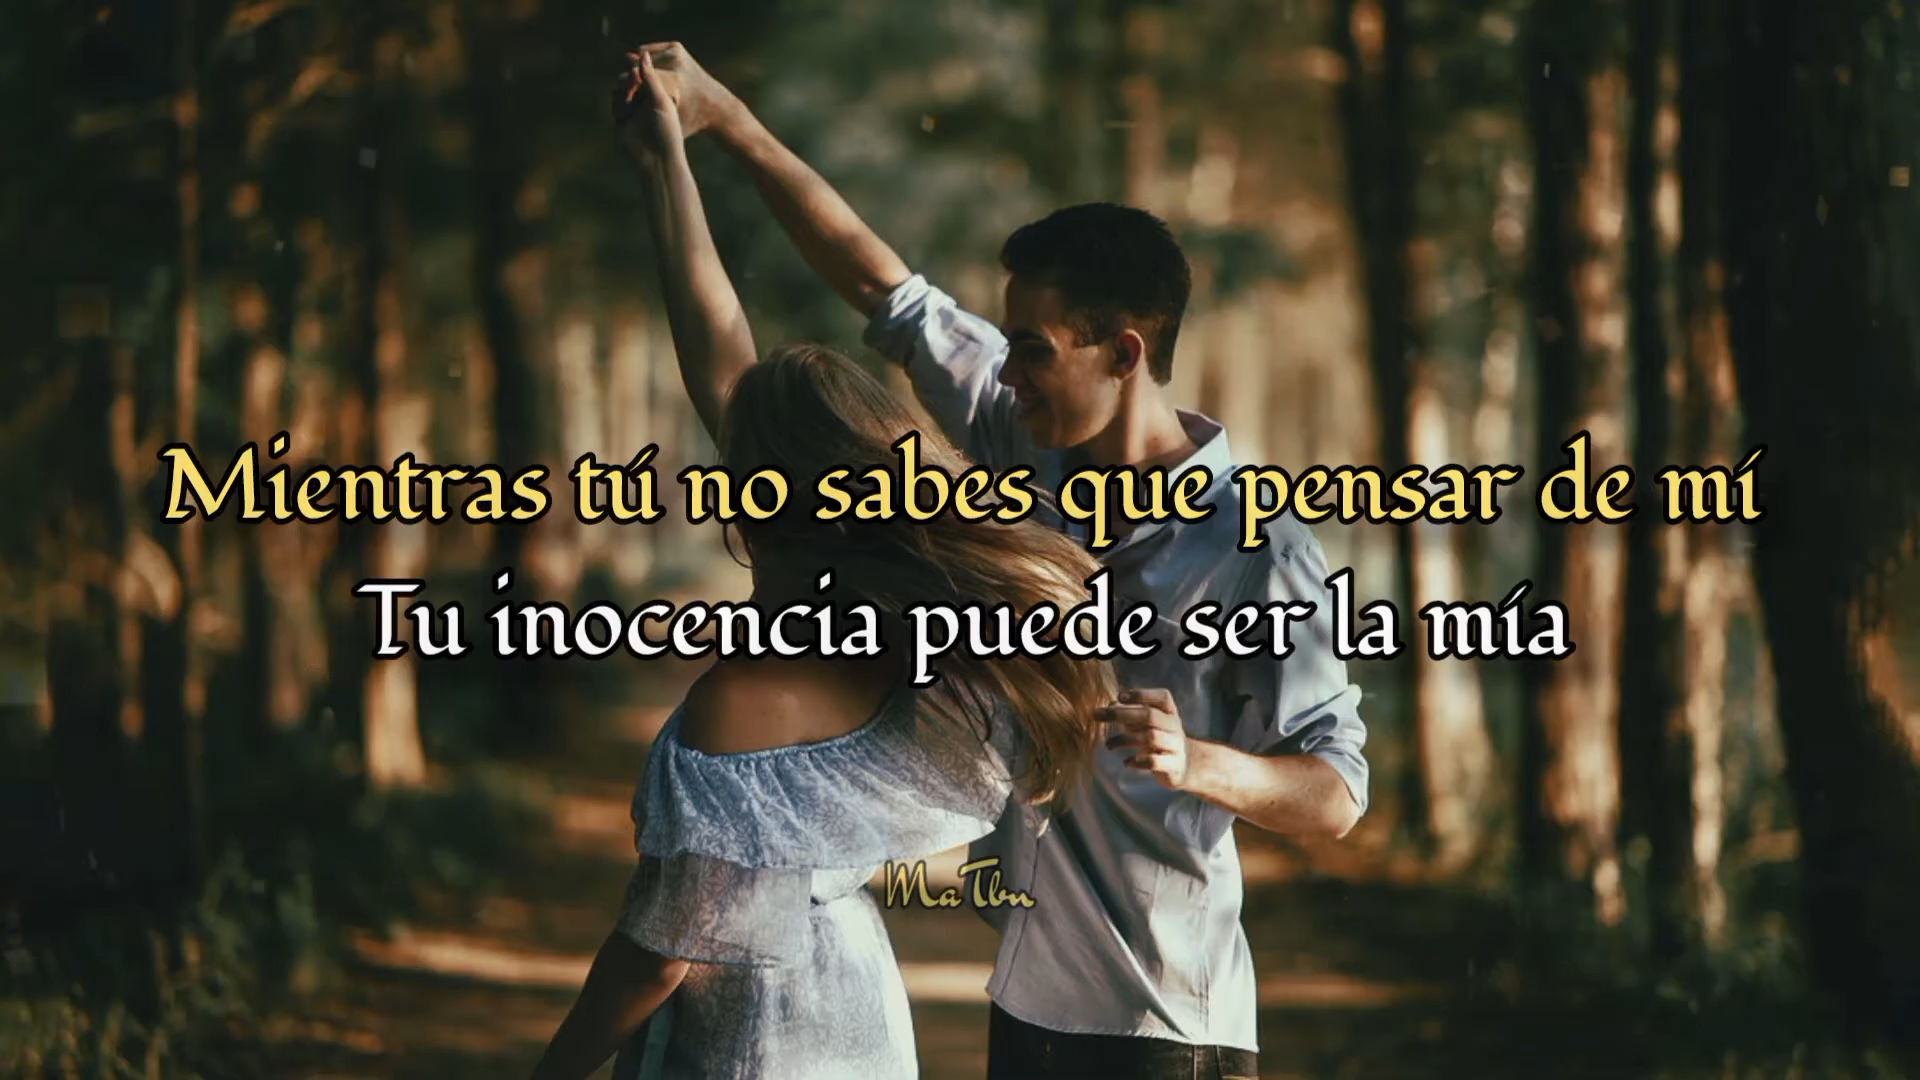 Mientras tú no sabes que pensar de mí
Tu inocencia puede ser la mía
MaTbn